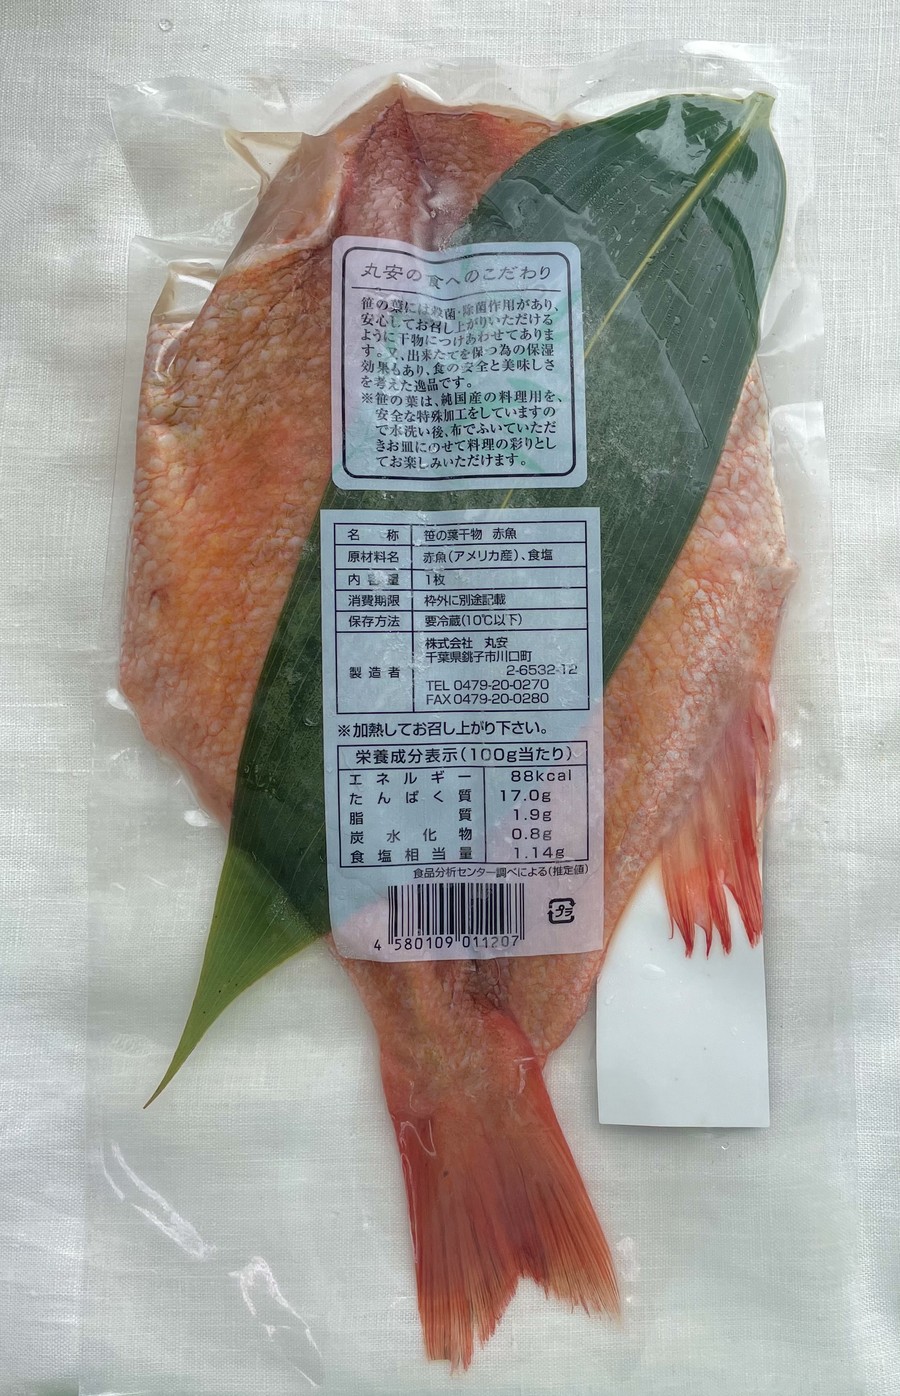 丸安の食へのこだわり
笹の葉には殺菌・除菌作用があり、
安心してお召し上がりいただける
ように干物につけあわせてありま
す。又、出来たてを保つ為の保湿
効果もあり、食の安全と美味しさ
を考えた逸品です。
※笹の葉は、純国産の料理用を、
安全な特殊加工をしていますの
で水洗い後、布でふいていただ
きお皿にのせて料理の彩りとし
てお楽しみいただけます。
名称 笹の葉干物 赤魚
原材料名 赤魚(アメリカ産)、食塩
内容量 1枚
消費期限 枠外に別途記載
保存方法 要冷蔵(10℃以下)
製造者 株式会社 丸安
千葉県銚子市川口町
2-6532-12
TEL 0479-20-0270
FAX 0479-20-0280
※加熱してお召し上がり下さい。
栄養成分表示(100g当たり)
エネルギー 88kcal
たんぱく質 17.0g
脂質 1.9g
炭水化物 0.8g
食塩相当量 1.14g
食品分析センター調べによる(推定値)
プラ
4 580109 011207